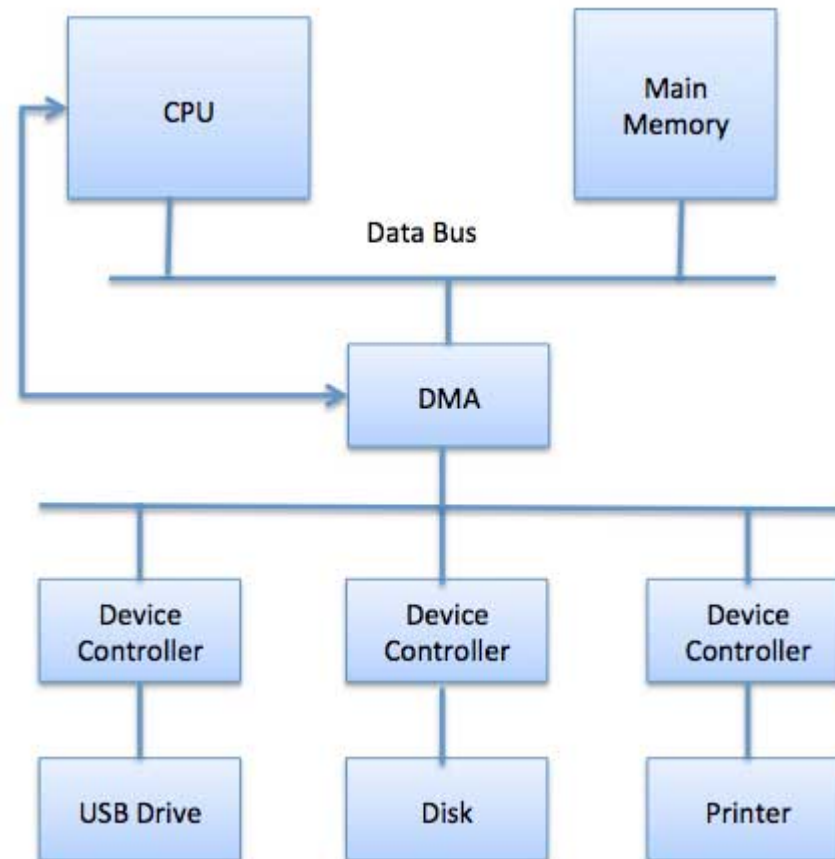 CPU
Main
Memory
Data Bus
DMA
Device
Controller
Device
Controller
Device
Controller
USB Drive
Disk
Printer